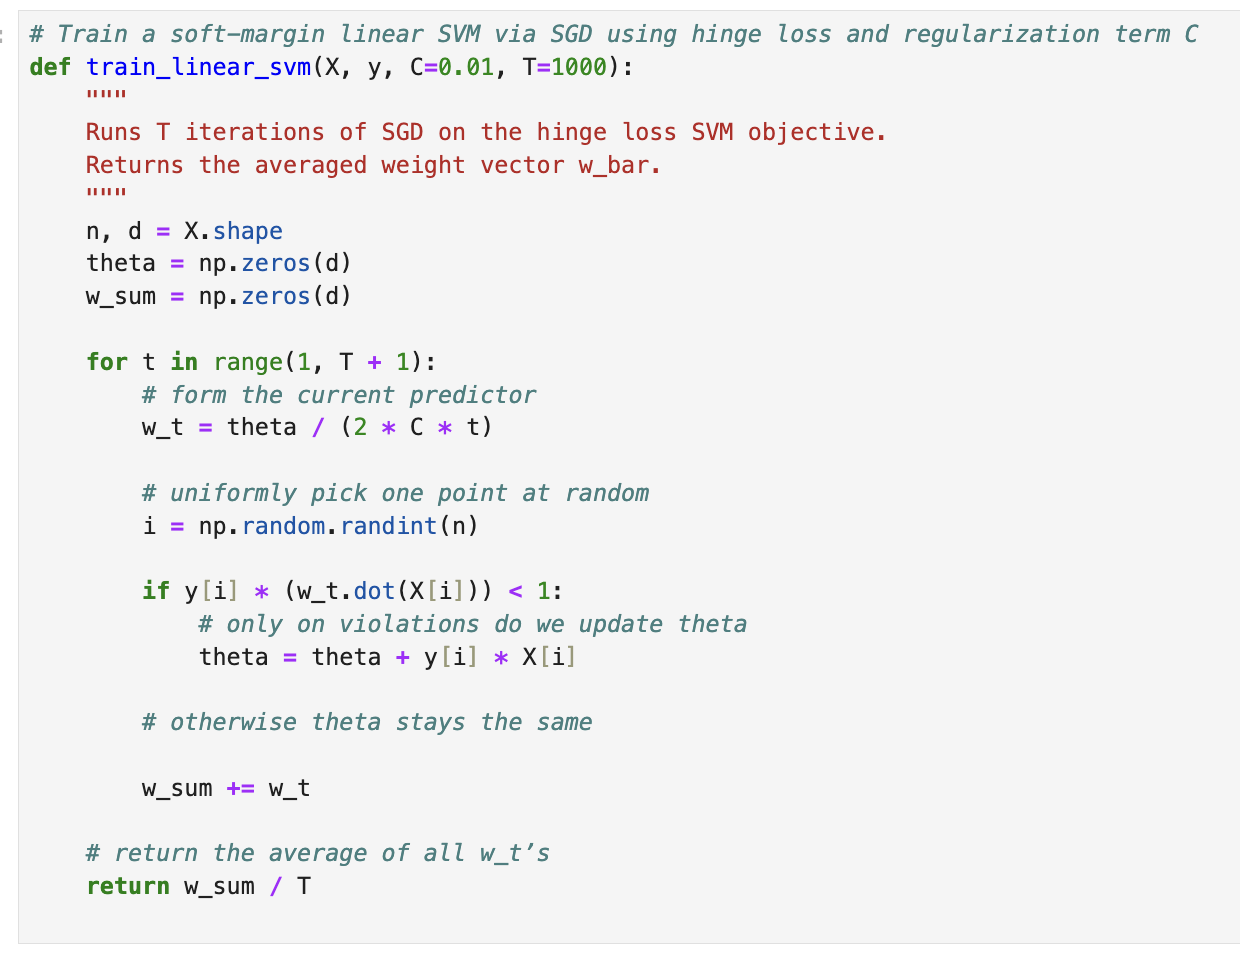 # Train a soft-margin linear SVM via SGD using hinge loss and regularization term C
def train_linear_svm(X, y, C=0.01, T=1000):
    """
    Runs T iterations of SGD on the hinge loss SVM objective.
    Returns the averaged weight vector w_bar.
    """
    n, d = X.shape
    theta = np.zeros(d)
    w_sum = np.zeros(d)

    for t in range(1, T + 1):
        # form the current predictor
        w_t = theta / (2 * C * t)

        # uniformly pick one point at random
        i = np.random.randint(n)

        if y[i] * (w_t.dot(X[i])) < 1:
            # only on violations do we update theta
            theta = theta + y[i] * X[i]

        # otherwise theta stays the same

        w_sum += w_t

    # return the average of all w_t’s
    return w_sum / T